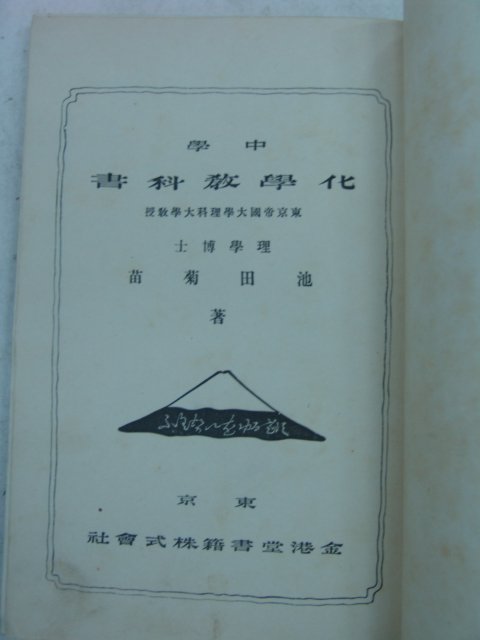 中學
化學教科書
東京帝國大學理科大學教授
理學博士
池田菊苗
著
東京
金港堂書籍株式會社